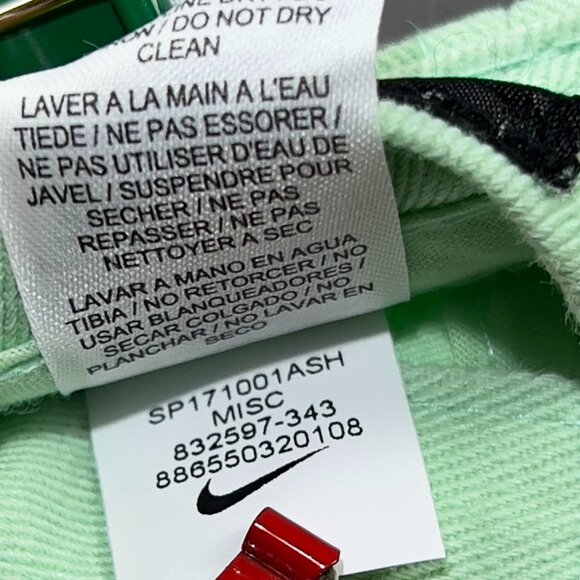 / DO NOT DRY
CLEAN
LAVER A LA MAIN A L'EAU
TIEDE / NE PAS ESSORER /
NE PAS UTILISER D'EAU DE
JAVEL / SUSPENDRE POUR
SECHER / NE PAS
REPASSER / NE PAS
NETTOYER A SEC
LAVAR A MANO EN AGUA
TIBIA / NO RETORCER / NO
USAR BLANQUEADORES /
SECAR COLGADO / NO
PLANCHAR / NO LAVAR EN
SECO
SP171001ASH
MISC
832597-343
886550320108